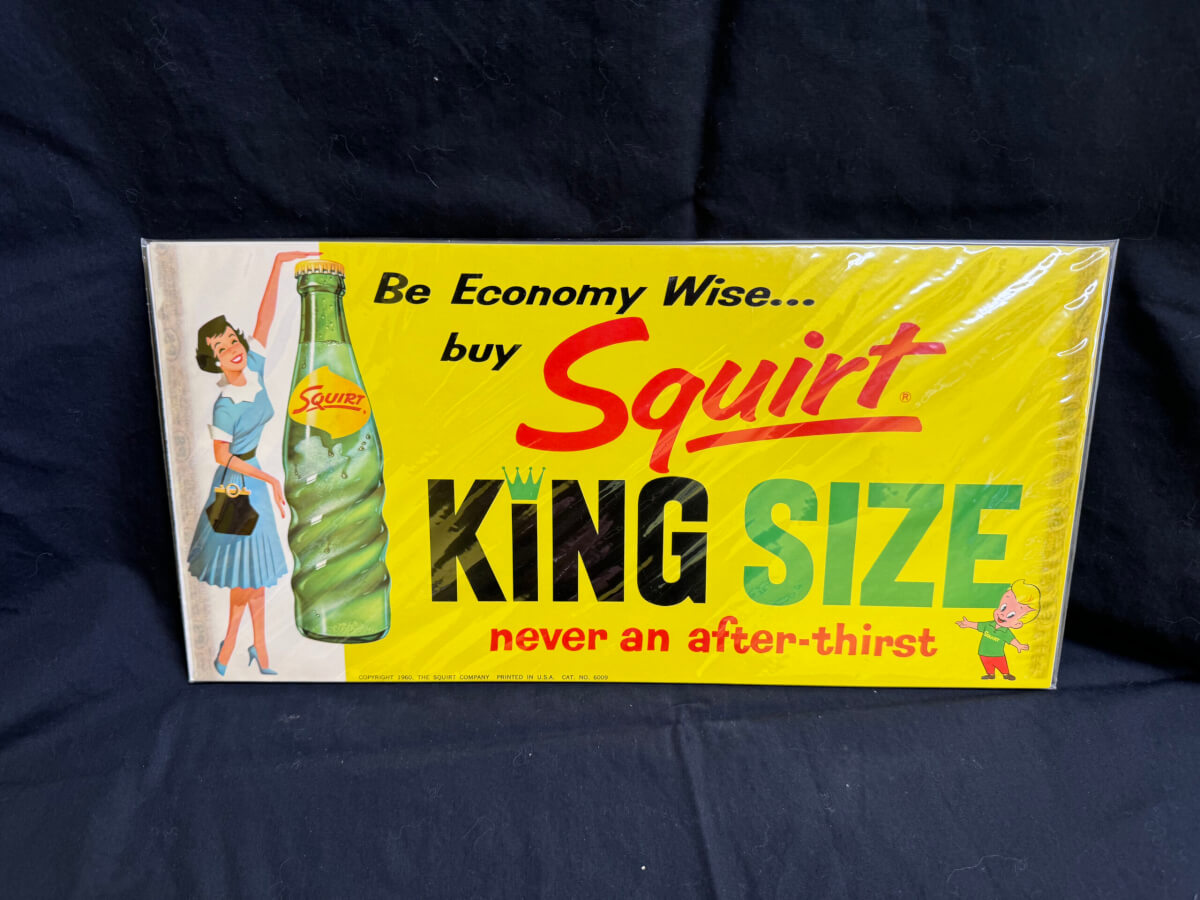 Be Economy Wise...
buy Squirt®
KiNG SIZE
never an after-thirst
SQUIRT
SQUIRT
COPYRIGHT 1960, THE SQUIRT COMPANY PRINTED IN U.S.A. CAT. NO. 6009